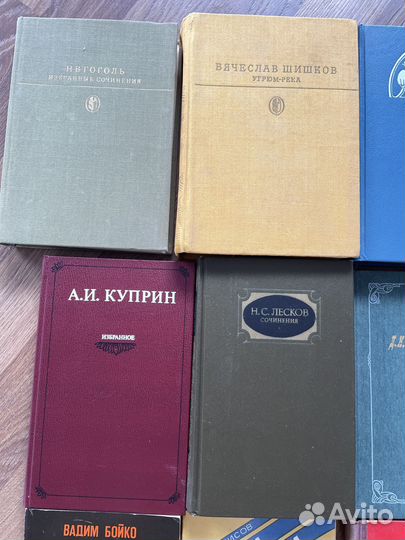 Н.В.ГОГОЛЬ
ИЗБРАННЫЕ СОЧИНЕНИЯ
ВЯЧЕСЛАВ ШИШКОВ
УГРЮМ-РЕКА
А.И. КУПРИН
ИЗБРАННОЕ
Н.С.ЛЕСКОВ
СОЧИНЕНИЯ
ВАДИМ БОЙКО
Avito